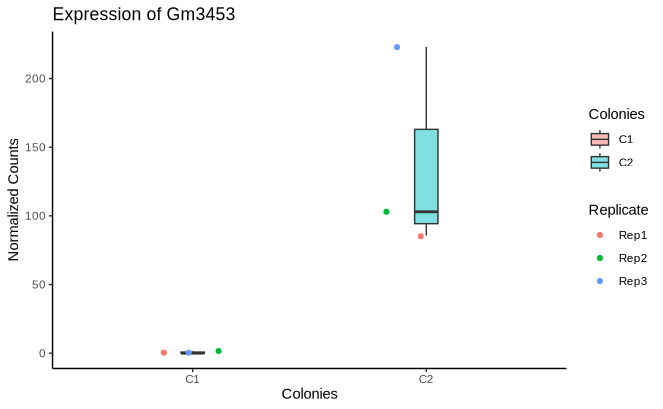 Expression of Gm3453
Normalized Counts
200
150
100
50
0
C1
C2
Colonies
Colonies
C1
C2
Replicate
Rep1
Rep2
Rep3